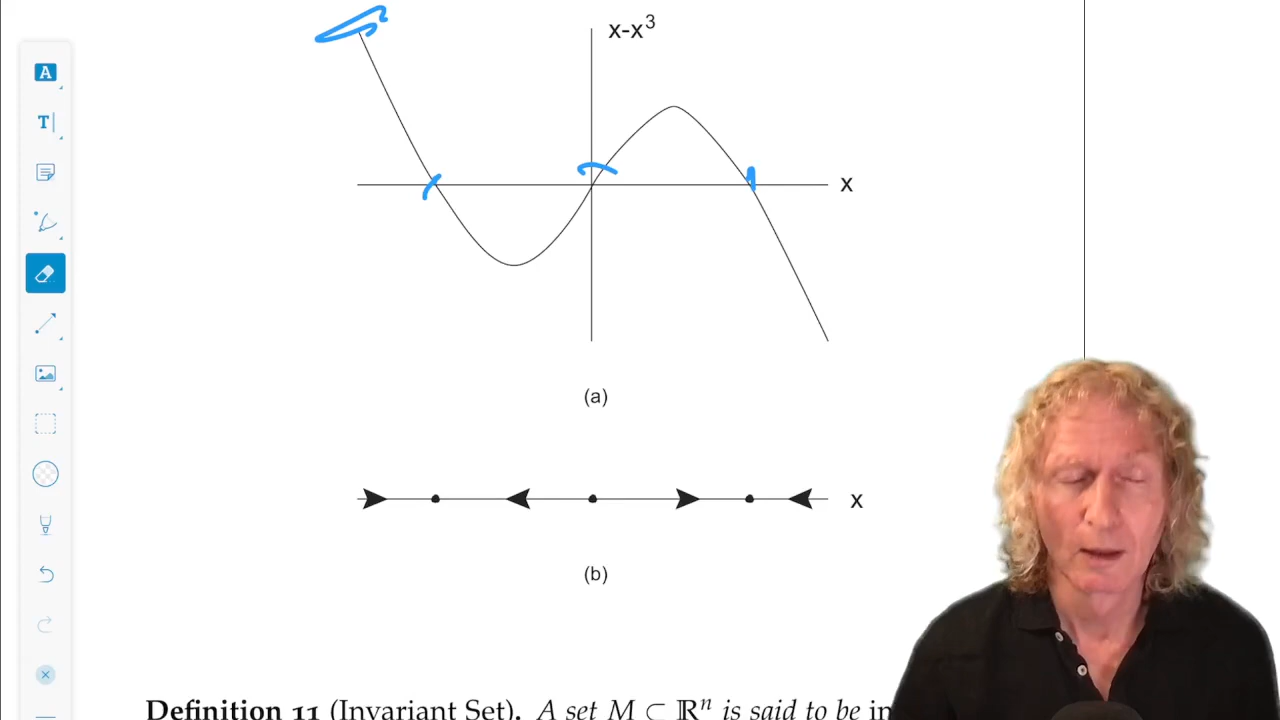 x-x³
A
T
x
(a)
x
(b)
Definition 11 (Invariant Set). A set M ⊂ ℝⁿ is said to be in